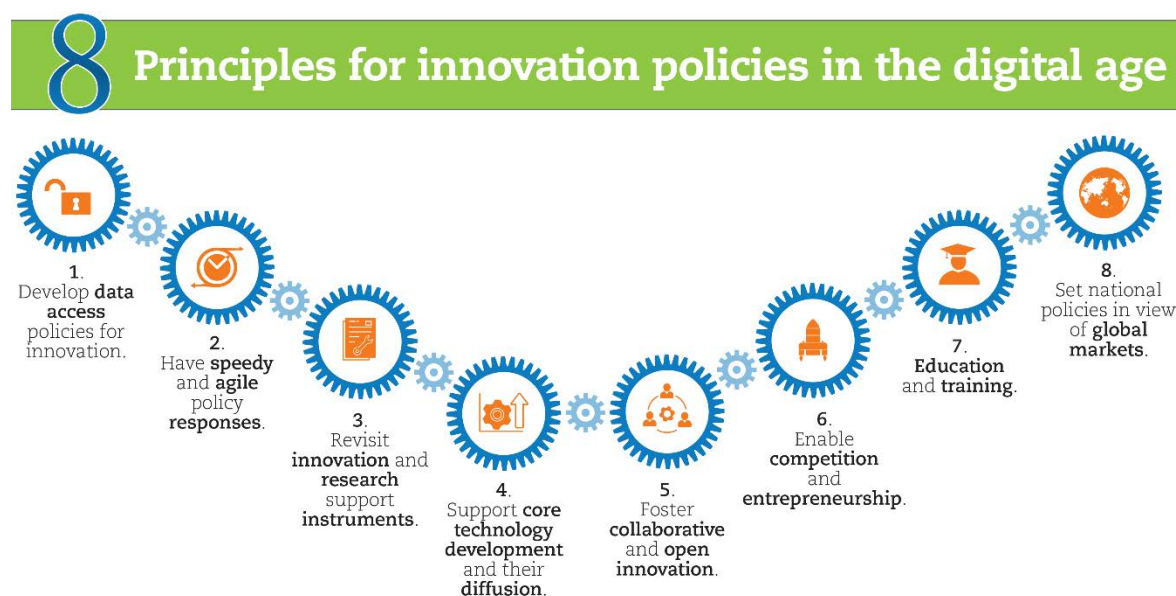 8 Principles for innovation policies in the digital age
1.
Develop data
access
policies for
innovation.
2.
Have speedy
and agile
policy
responses.
3.
Revisit
innovation and
research
support
instruments.
4.
Support core
technology
development
and their
diffusion.
5.
Foster
collaborative
and open
innovation.
6.
Enable
competition
and
entrepreneurship.
7.
Education
and training.
8.
Set national
policies in view
of global
markets.